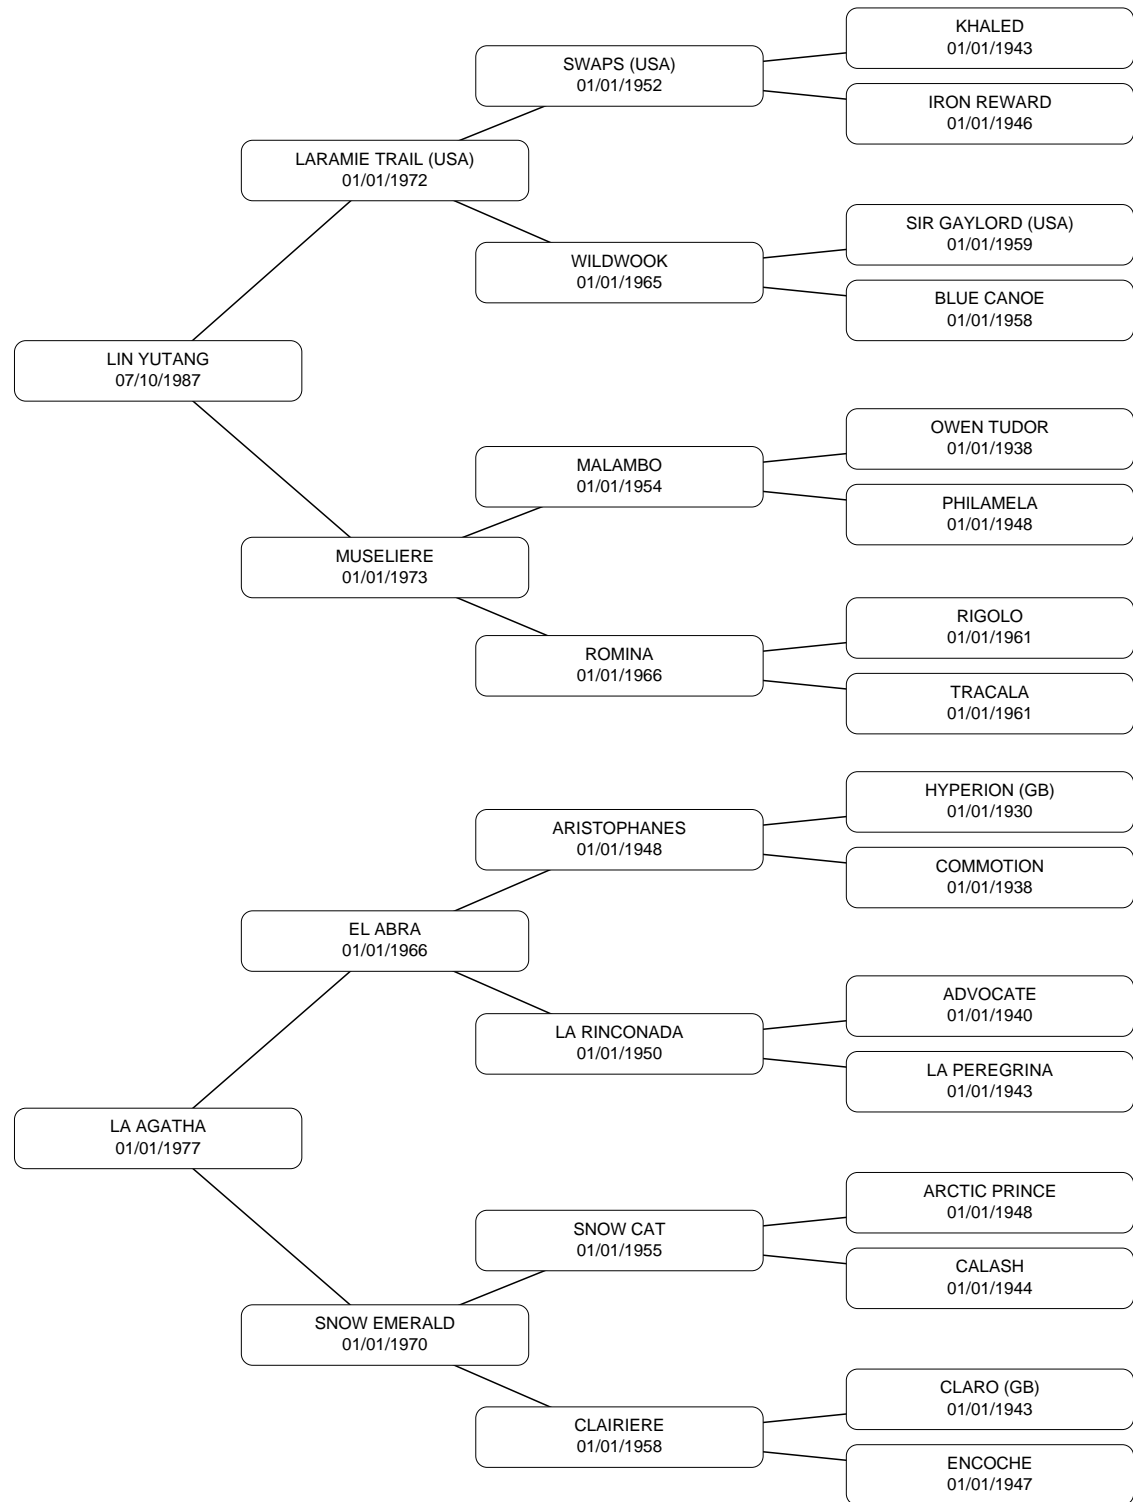 KHALED
01/01/1943
SWAPS (USA)
01/01/1952
IRON REWARD
01/01/1946
LARAMIE TRAIL (USA)
01/01/1972
SIR GAYLORD (USA)
01/01/1959
WILDWOOK
01/01/1965
BLUE CANOE
01/01/1958
LIN YUTANG
07/10/1987
OWEN TUDOR
01/01/1938
MALAMBO
01/01/1954
PHILAMELA
01/01/1948
MUSELIERE
01/01/1973
RIGOLO
01/01/1961
ROMINA
01/01/1966
TRACALA
01/01/1961
HYPERION (GB)
01/01/1930
ARISTOPHANES
01/01/1948
COMMOTION
01/01/1938
EL ABRA
01/01/1966
ADVOCATE
01/01/1940
LA RINCONADA
01/01/1950
LA PEREGRINA
01/01/1943
LA AGATHA
01/01/1977
ARCTIC PRINCE
01/01/1948
SNOW CAT
01/01/1955
CALASH
01/01/1944
SNOW EMERALD
01/01/1970
CLARO (GB)
01/01/1943
CLAIRIERE
01/01/1958
ENCOCHE
01/01/1947